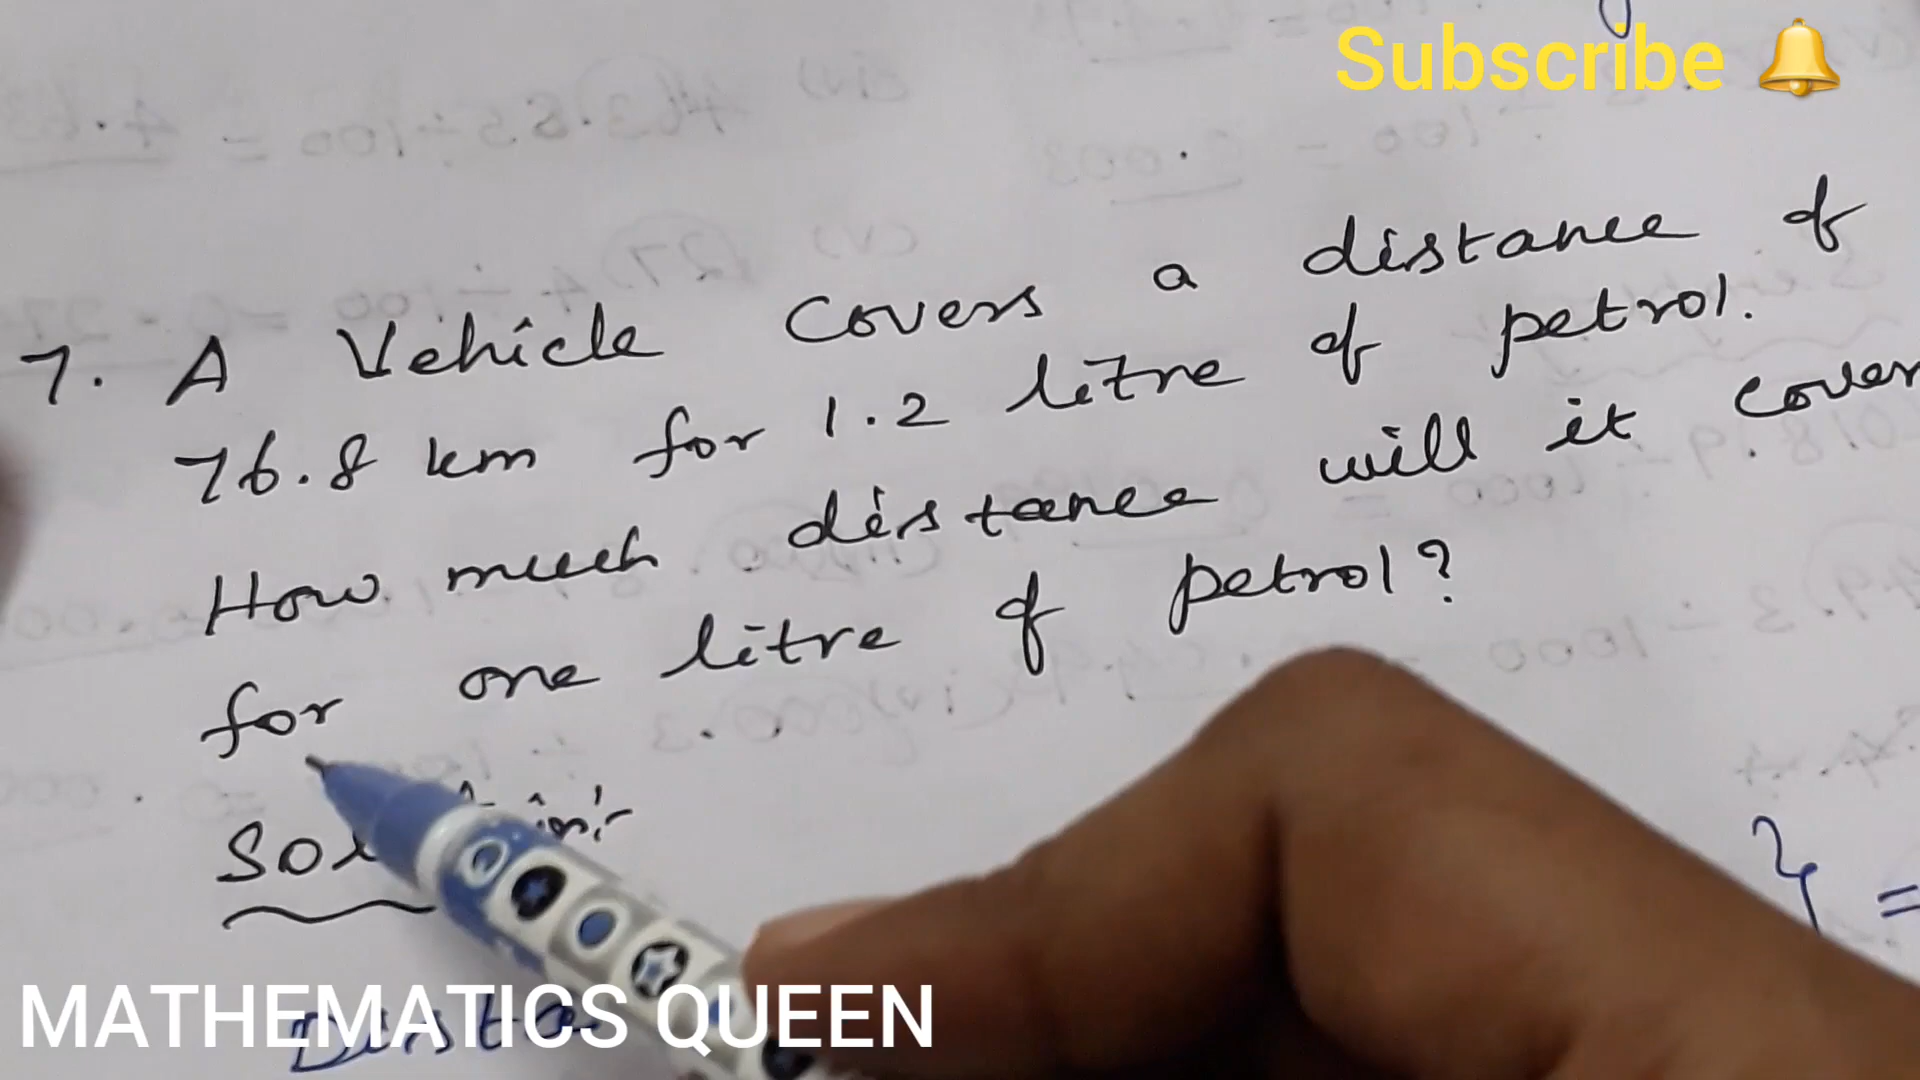 Subscribe 🔔
7. A Vehicle covers a distance of
76.8 km for 1.2 litre of petrol.
How much distance will it cover
for one litre of petrol?
} =
MATHEMATICS QUEEN